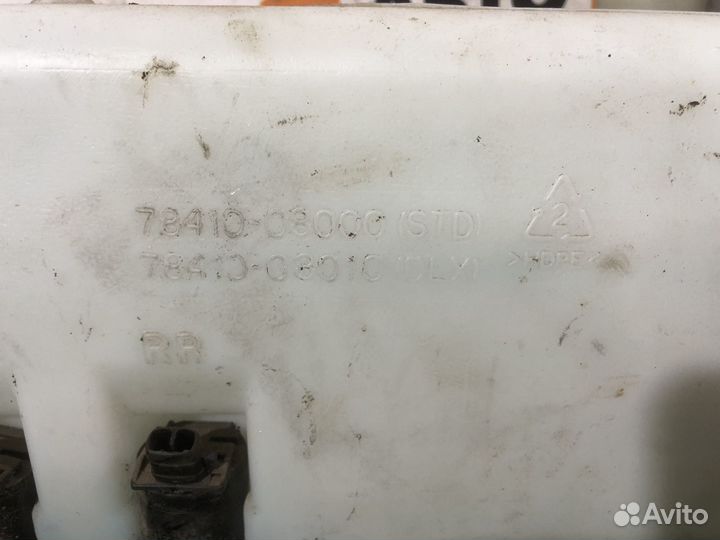 78410-08000 (STD)
78410-08010 (DLX)
2
>HDPE<
RR
Avito